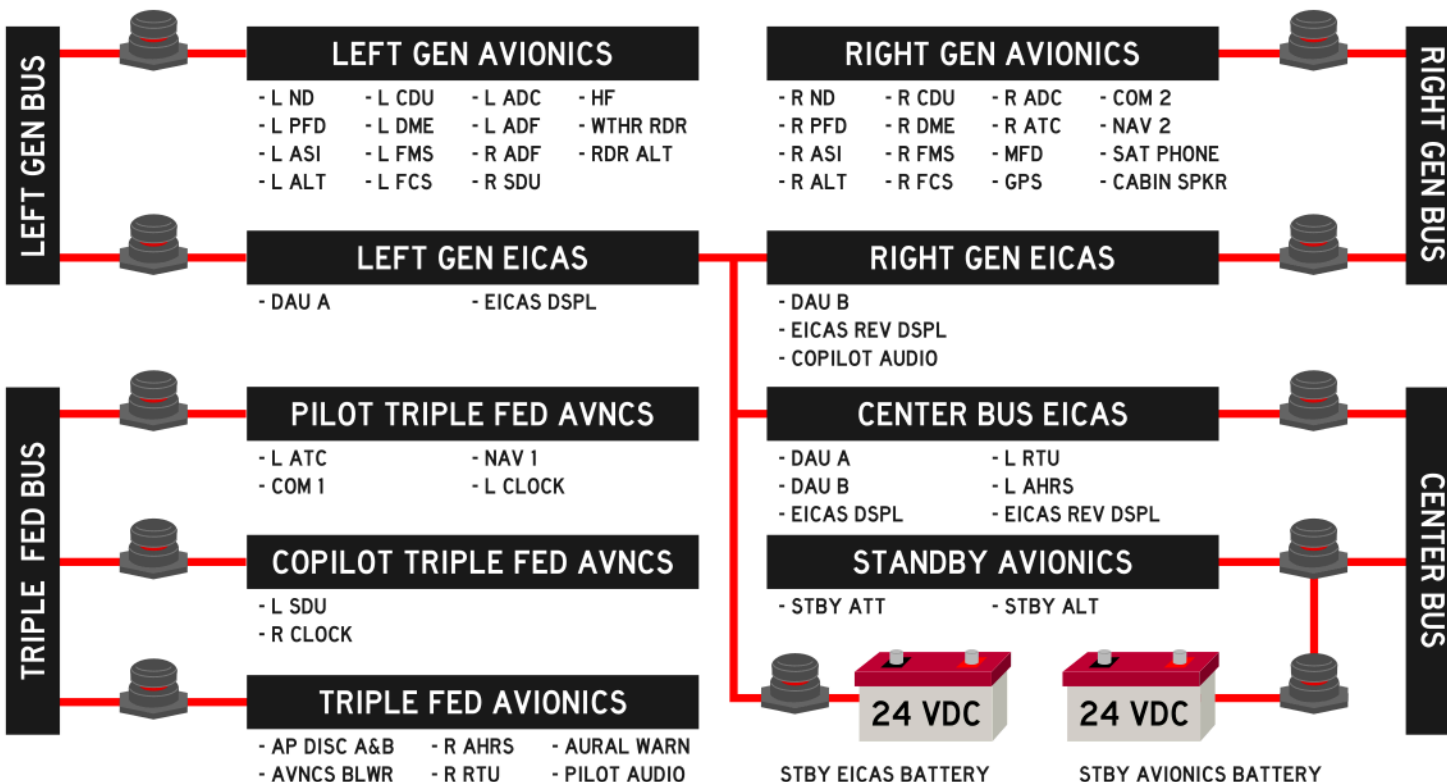 LEFT GEN BUS
LEFT GEN AVIONICS
- L ND - L CDU - L ADC - HF
- L PFD - L DME - L ADF - WTHR RDR
- L ASI - L FMS - R ADF - RDR ALT
- L ALT - L FCS - R SDU
RIGHT GEN AVIONICS
- R ND - R CDU - R ADC - COM 2
- R PFD - R DME - R ATC - NAV 2
- R ASI - R FMS - MFD - SAT PHONE
- R ALT - R FCS - GPS - CABIN SPKR
RIGHT GEN BUS
LEFT GEN EICAS
- DAU A - EICAS DSPL
RIGHT GEN EICAS
- DAU B
- EICAS REV DSPL
- COPILOT AUDIO
TRIPLE FED BUS
PILOT TRIPLE FED AVNCS
- L ATC - NAV 1
- COM 1 - L CLOCK
CENTER BUS EICAS
- DAU A - L RTU
- DAU B - L AHRS
- EICAS DSPL - EICAS REV DSPL
CENTER BUS
COPILOT TRIPLE FED AVNCS
- L SDU
- R CLOCK
STANDBY AVIONICS
- STBY ATT - STBY ALT
TRIPLE FED AVIONICS
- AP DISC A&B - R AHRS - AURAL WARN
- AVNCS BLWR - R RTU - PILOT AUDIO
24 VDC
STBY EICAS BATTERY
24 VDC
STBY AVIONICS BATTERY